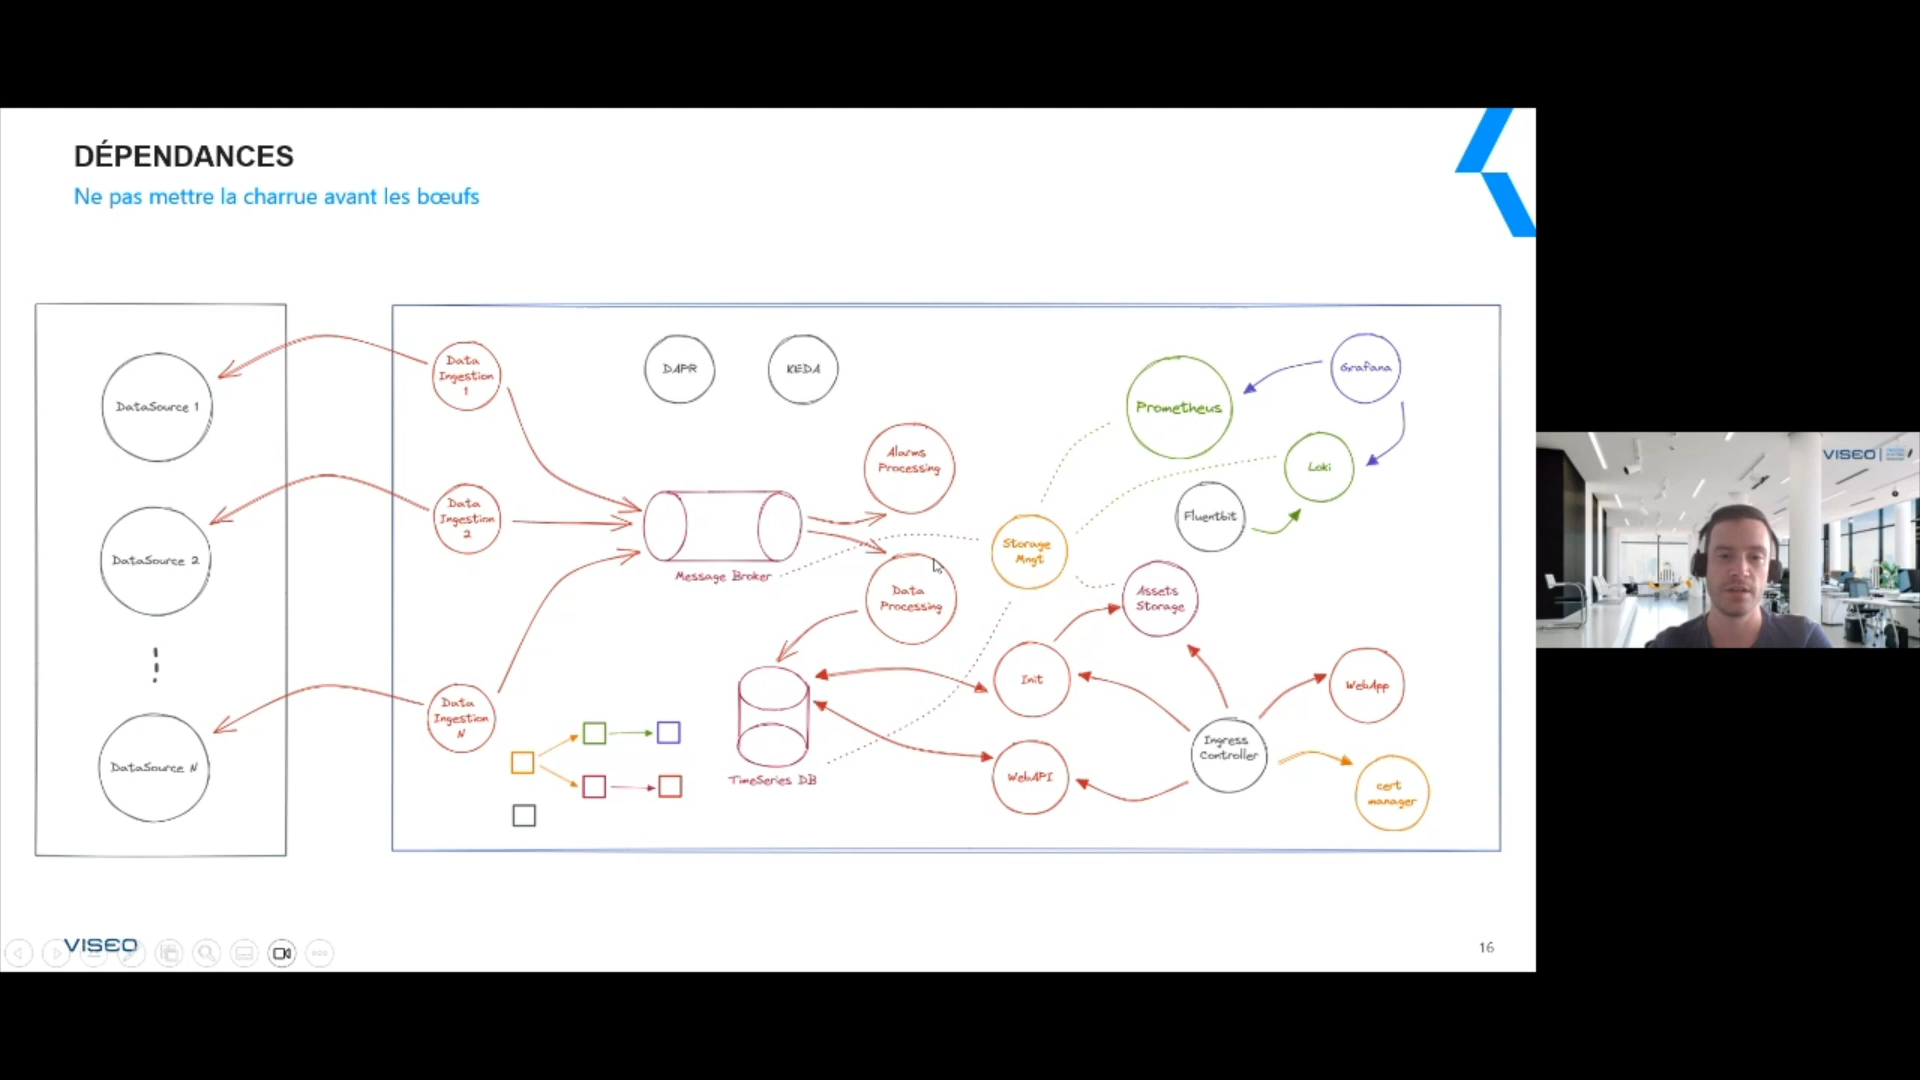 DÉPENDANCES
Ne pas mettre la charrue avant les bœufs
DataSource 1
DataSource 2
DataSource N
Data
Ingestion
1
Data
Ingestion
2
Data
Ingestion
N
DAPR
KEDA
Message Broker
Alarms
Processing
Data
Processing
TimeSeries DB
Storage
Mngt
Prometheus
Grafana
Loki
Fluentbit
Assets
Storage
Init
WebAPI
Ingress
Controller
WebApp
cert
manager
VISEO
16
VISEO